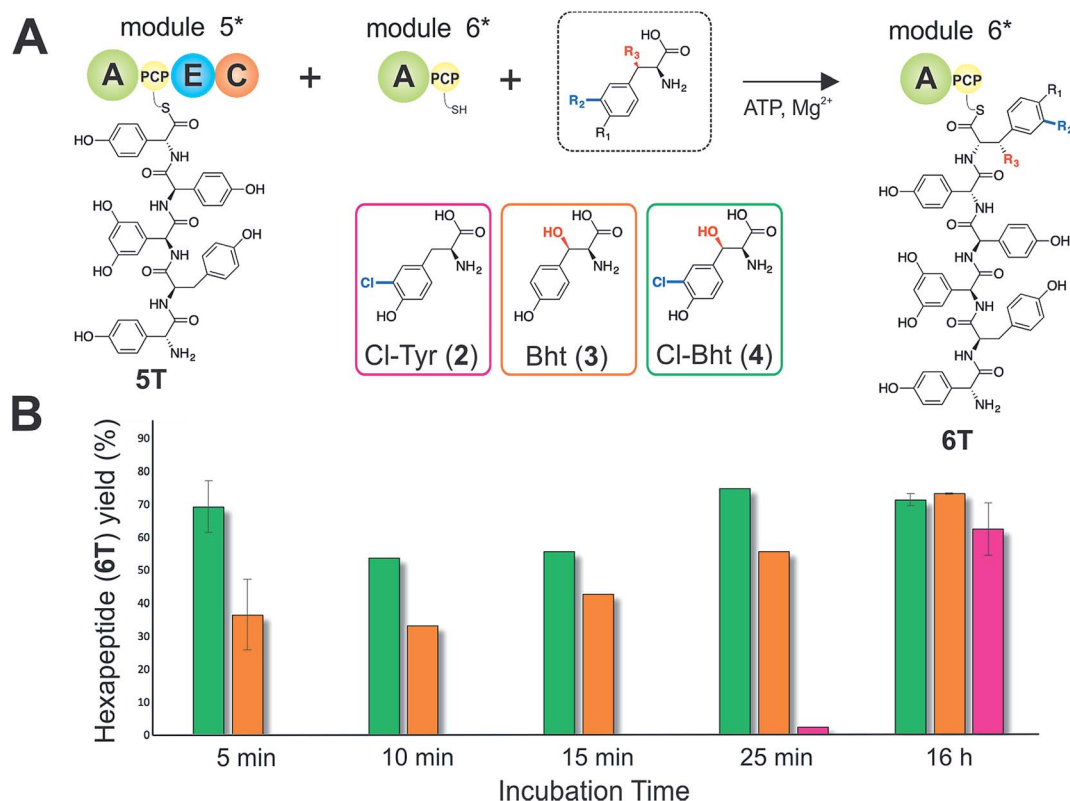 A
module 5*
A PCP E C
S
+
module 6*
A PCP
SH
+
R3
HO
O
NH2
R2
R1
ATP, Mg2+
module 6*
A PCP
S
O
R1
R2
R3
HN
O
HO
NH
O
OH
HN
O
HO
HO
NH
O
OH
HN
O
HO
NH2
6T
O
HO
NH
O
OH
HN
O
HO
HO
NH
O
OH
HN
O
HO
NH2
5T
HO
O
NH2
Cl
HO
Cl-Tyr (2)
HO
HO
O
NH2
HO
Bht (3)
HO
HO
O
NH2
Cl
HO
Cl-Bht (4)
B
Hexapeptide (6T) yield (%)
90
80
70
60
50
40
30
20
10
0
5 min 10 min 15 min 25 min 16 h
Incubation Time